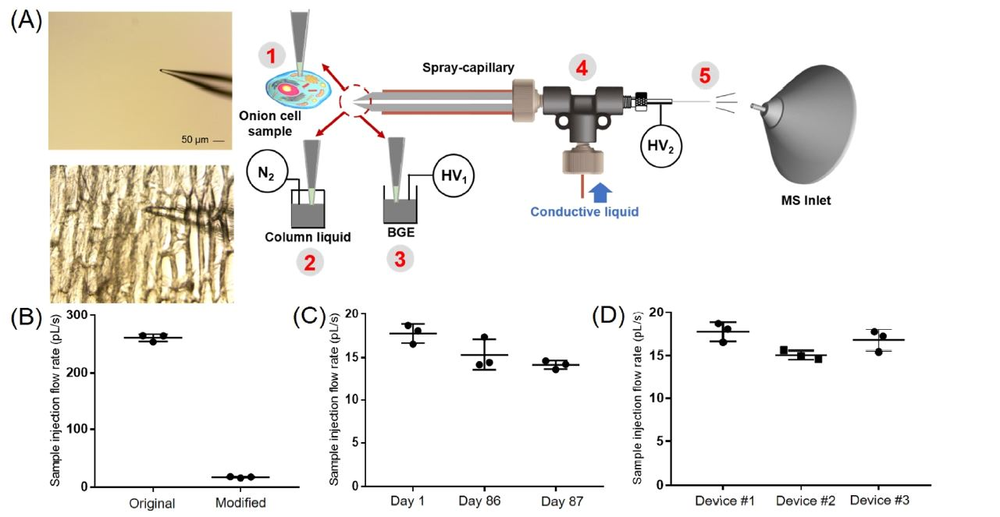 (A)
50 μm
1
Onion cell
sample
Spray-capillary
4
5
N2
HV1
HV2
Column liquid
BGE
Conductive liquid
MS Inlet
2
3
(B)
Sample injection flow rate (pL/s)
300
200
100
0
Original Modified
(C)
Sample injection flow rate (pL/s)
20
15
10
5
0
Day 1 Day 86 Day 87
(D)
Sample injection flow rate (pL/s)
20
15
10
5
0
Device #1 Device #2 Device #3